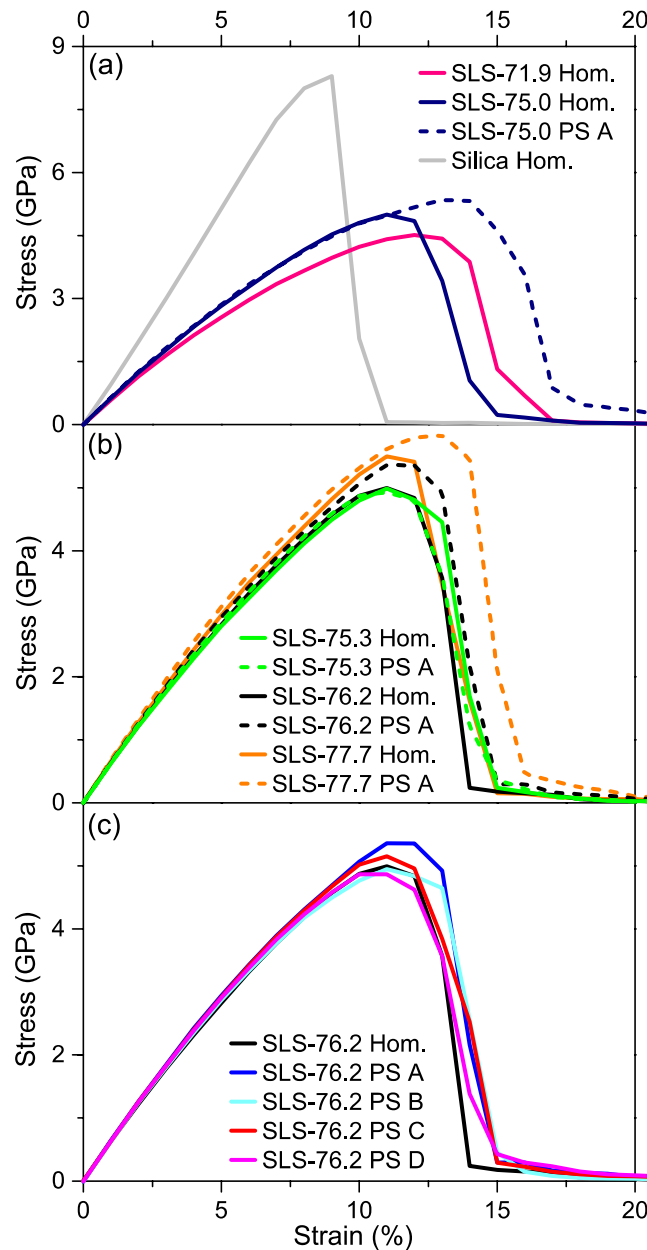 0 5 10 15 20
9
(a)
SLS-71.9 Hom.
SLS-75.0 Hom.
SLS-75.0 PS A
Silica Hom.
6
Stress (GPa)
3
0
(b)
4
Stress (GPa)
SLS-75.3 Hom.
SLS-75.3 PS A
2
SLS-76.2 Hom.
SLS-76.2 PS A
SLS-77.7 Hom.
SLS-77.7 PS A
0
(c)
4
Stress (GPa)
SLS-76.2 Hom.
2
SLS-76.2 PS A
SLS-76.2 PS B
SLS-76.2 PS C
SLS-76.2 PS D
0
0 5 10 15 20
Strain (%)